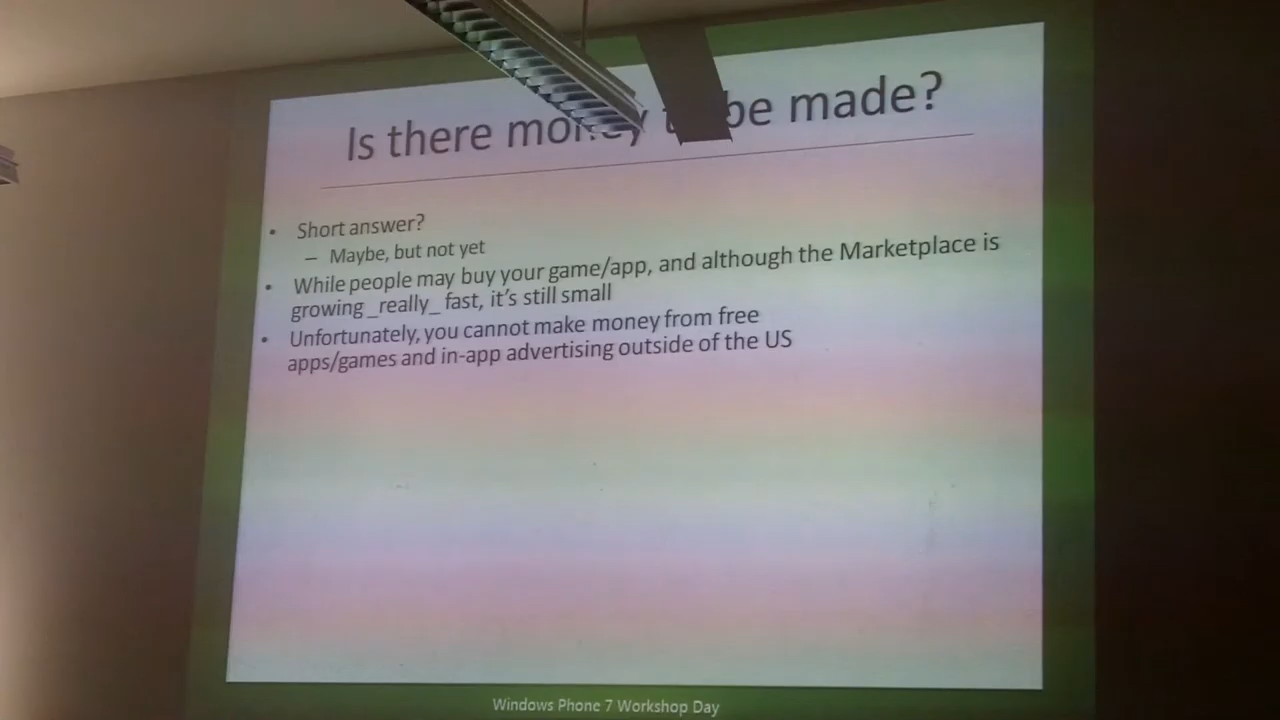 Is there money be made?
• Short answer?
– Maybe, but not yet
• While people may buy your game/app, and although the Marketplace is
growing _really_ fast, it's still small
• Unfortunately, you cannot make money from free
apps/games and in-app advertising outside of the US
Windows Phone 7 Workshop Day